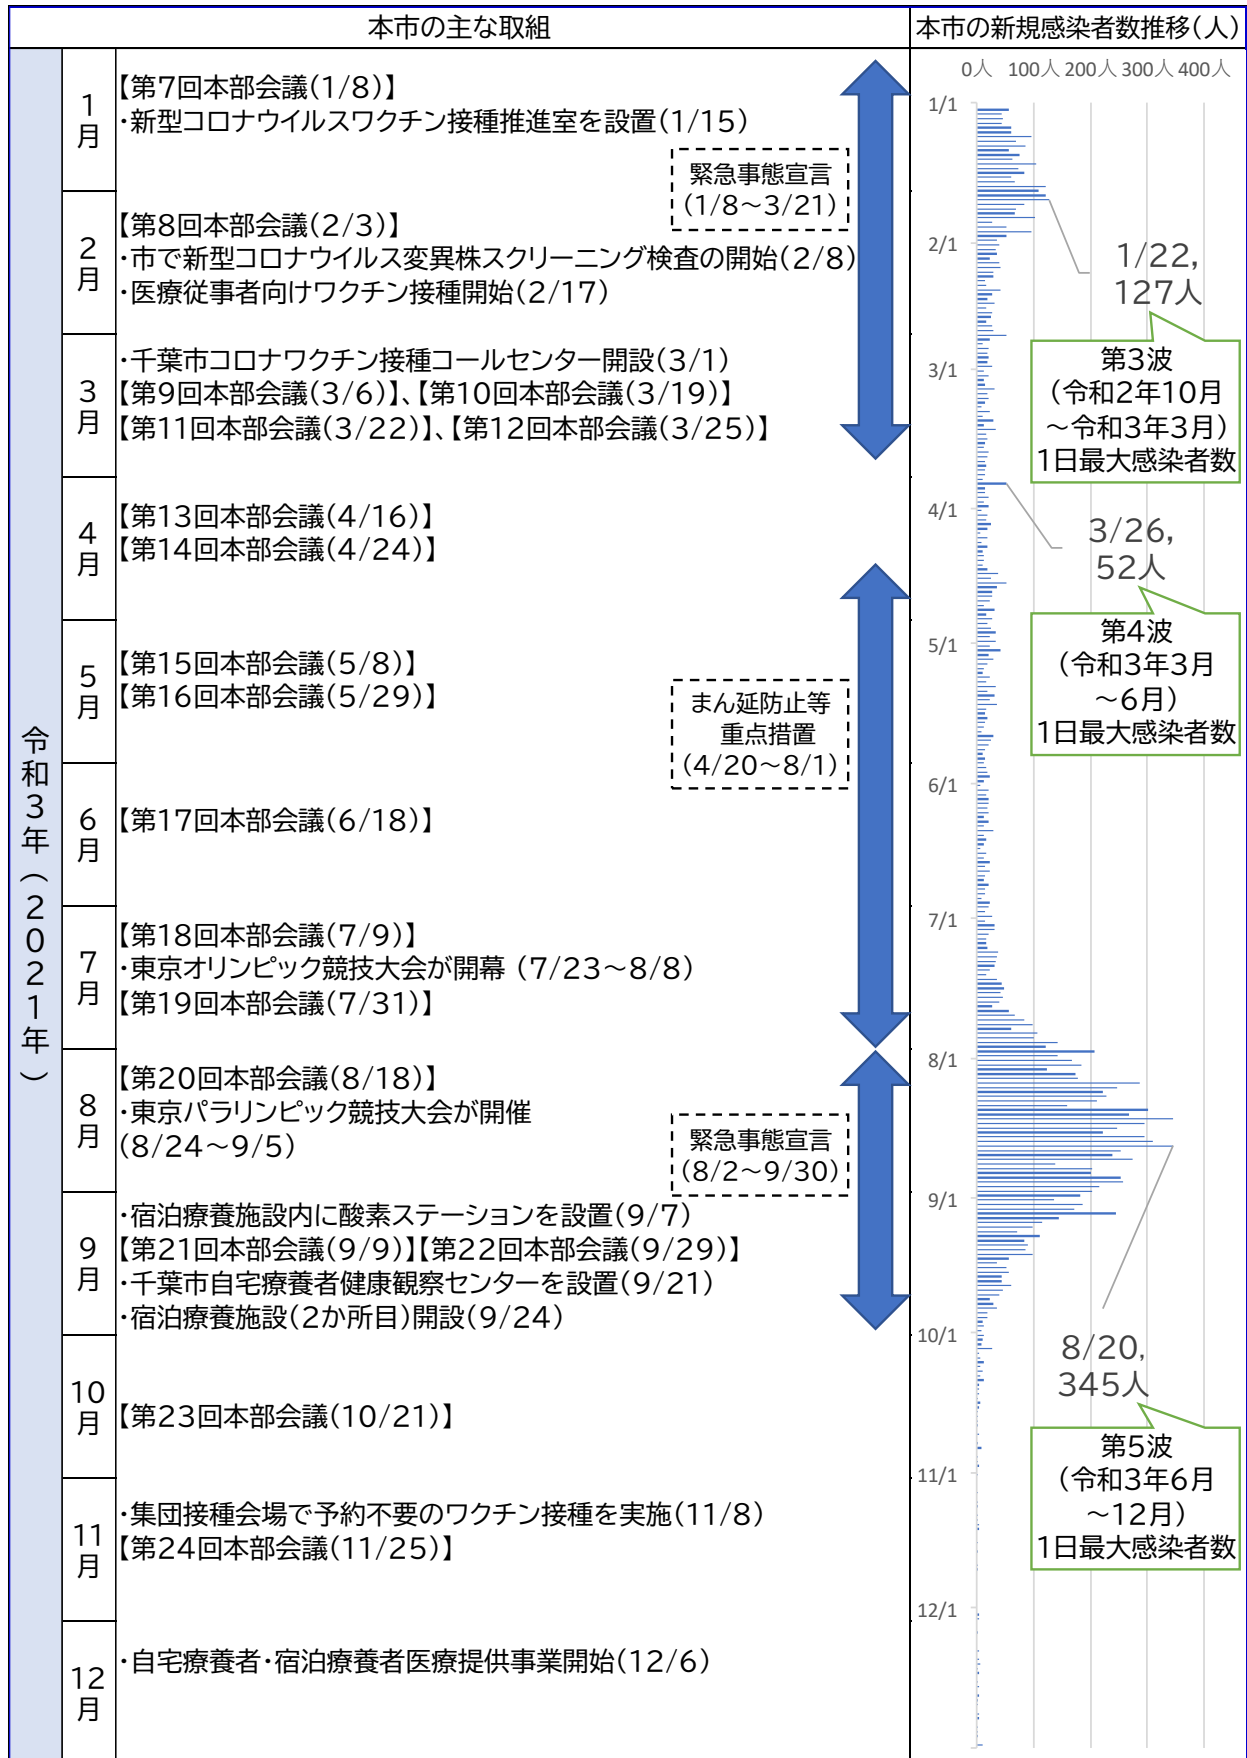 本市の主な取組
本市の新規感染者数推移(人)
令和3年(2021年)
1月
【第7回本部会議(1/8)】
・新型コロナウイルスワクチン接種推進室を設置(1/15)
緊急事態宣言
(1/8～3/21)
2月
【第8回本部会議(2/3)】
・市で新型コロナウイルス変異株スクリーニング検査の開始(2/8)
・医療従事者向けワクチン接種開始(2/17)
3月
・千葉市コロナワクチン接種コールセンター開設(3/1)
【第9回本部会議(3/6)】、【第10回本部会議(3/19)】
【第11回本部会議(3/22)】、【第12回本部会議(3/25)】
4月
【第13回本部会議(4/16)】
【第14回本部会議(4/24)】
5月
【第15回本部会議(5/8)】
【第16回本部会議(5/29)】
まん延防止等
重点措置
(4/20～8/1)
6月
【第17回本部会議(6/18)】
7月
【第18回本部会議(7/9)】
・東京オリンピック競技大会が開幕 (7/23～8/8)
【第19回本部会議(7/31)】
8月
【第20回本部会議(8/18)】
・東京パラリンピック競技大会が開催
(8/24～9/5)
緊急事態宣言
(8/2～9/30)
9月
・宿泊療養施設内に酸素ステーションを設置(9/7)
【第21回本部会議(9/9)】【第22回本部会議(9/29)】
・千葉市自宅療養者健康観察センターを設置(9/21)
・宿泊療養施設(2か所目)開設(9/24)
10月
【第23回本部会議(10/21)】
11月
・集団接種会場で予約不要のワクチン接種を実施(11/8)
【第24回本部会議(11/25)】
12月
・自宅療養者・宿泊療養者医療提供事業開始(12/6)
0人 100人 200人 300人 400人
1/1
2/1
3/1
4/1
5/1
6/1
7/1
8/1
9/1
10/1
11/1
12/1
1/22,
127人
第3波
(令和2年10月
～令和3年3月)
1日最大感染者数
3/26,
52人
第4波
(令和3年3月
～6月)
1日最大感染者数
8/20,
345人
第5波
(令和3年6月
～12月)
1日最大感染者数